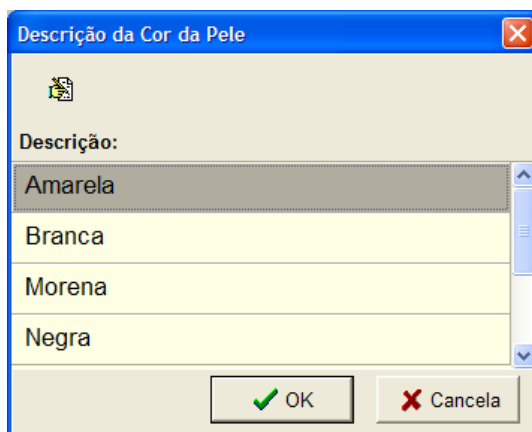 Descrição da Cor da Pele
Descrição:
Amarela
Branca
Morena
Negra
OK
Cancela